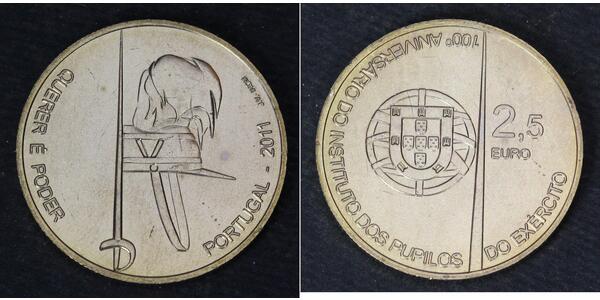 QUERER É PODER
PORTUGAL - 2011
100º ANIVERSÁRIO DO INSTITUTO DOS PUPILOS DO EXÉRCITO
2,5
EURO